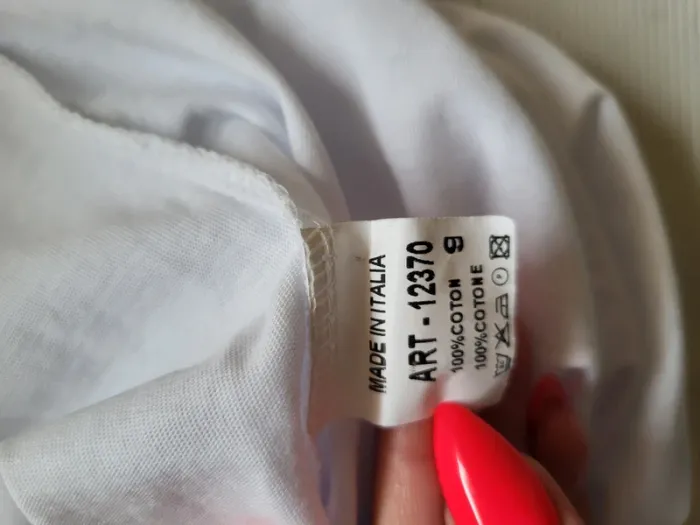 MADE IN ITALIA
ART - 12370
100%COTON g
100%COTONE